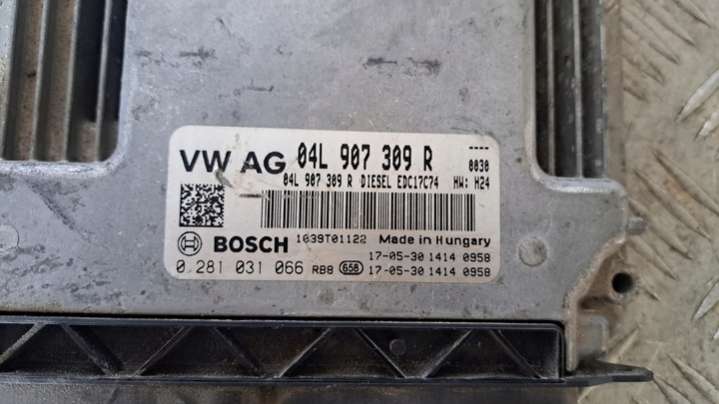 VW AG 04L 907 309 R ----
0030
04L 907 309 R DIESEL EDC17C74 HW: H24
BOSCH 1039T01122 Made in Hungary
17-05-30 1414 0958
0 281 031 066 RB8 658 17-05-30 1414 0958